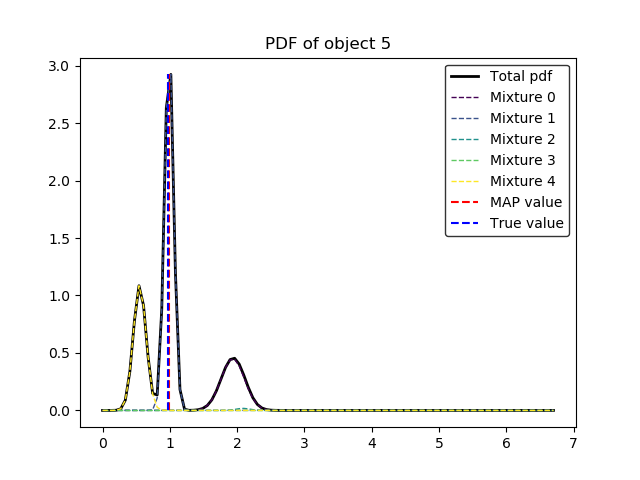 PDF of object 5
3.0
2.5
2.0
1.5
1.0
0.5
0.0
0 1 2 3 4 5 6 7
Total pdf
Mixture 0
Mixture 1
Mixture 2
Mixture 3
Mixture 4
MAP value
True value